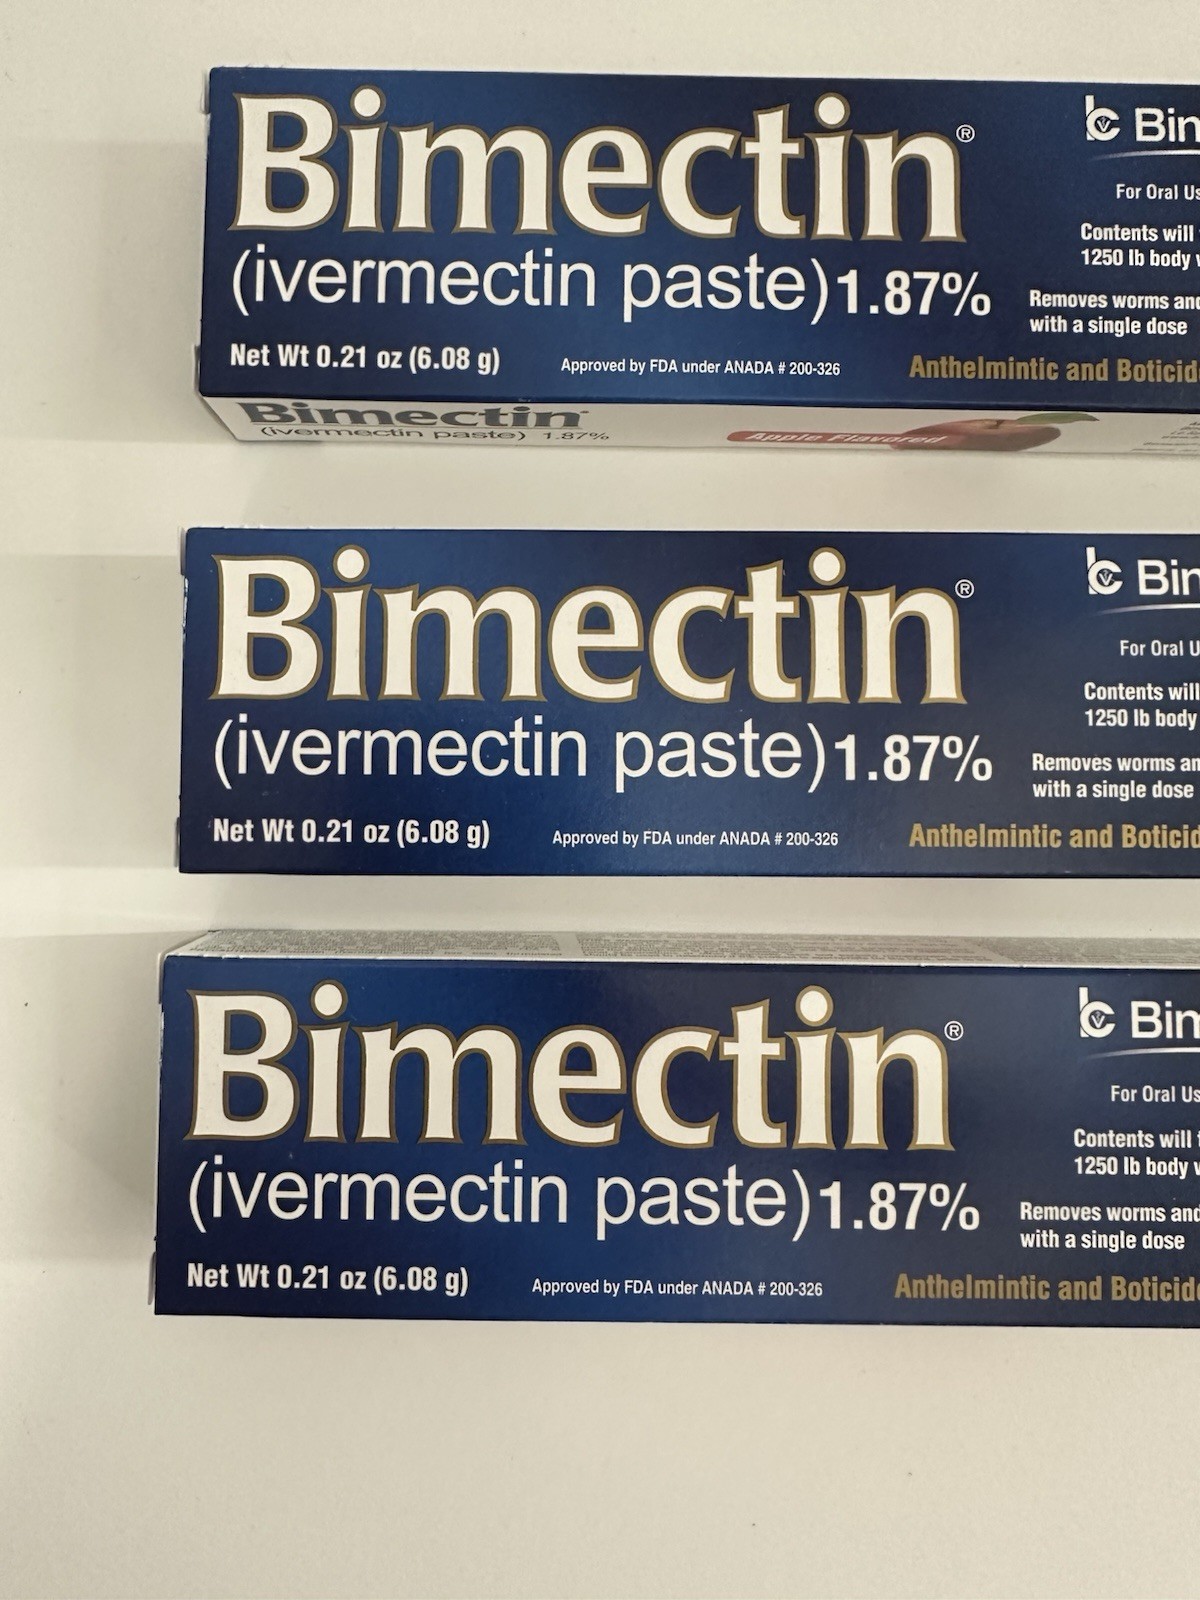 Bimectin®
(ivermectin paste) 1.87%
Net Wt 0.21 oz (6.08 g)
Approved by FDA under ANADA # 200-326
For Oral
Contents will
1250 lb body
Removes worms
with a single dose
Anthelmintic and
Bimectin
(ivermectin paste) 1.87%
Apple Flavored
Bimectin®
(ivermectin paste) 1.87%
Net Wt 0.21 oz (6.08 g)
Approved by FDA under ANADA # 200-326
For Oral
Contents will
1250 lb body
Removes worms
with a single dose
Anthelmintic and
Bimectin®
(ivermectin paste) 1.87%
Net Wt 0.21 oz (6.08 g)
Approved by FDA under ANADA # 200-326
For Oral
Contents will
1250 lb body
Removes worms
with a single dose
Anthelmintic and